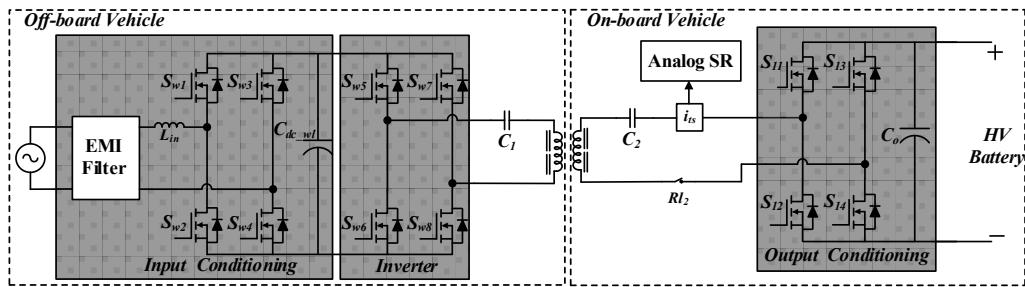 Off-board Vehicle
On-board Vehicle
Analog SR
S_w1
S_w3
S_w5
S_w7
S_11
S_13
+
EMI
Filter
L_in
C_dc_wl
C_1
C_2
i_ts
C_o
HV
Battery
Rl_2
S_w2
S_w4
S_w6
S_w8
S_12
S_14
−
Input Conditioning
Inverter
Output Conditioning